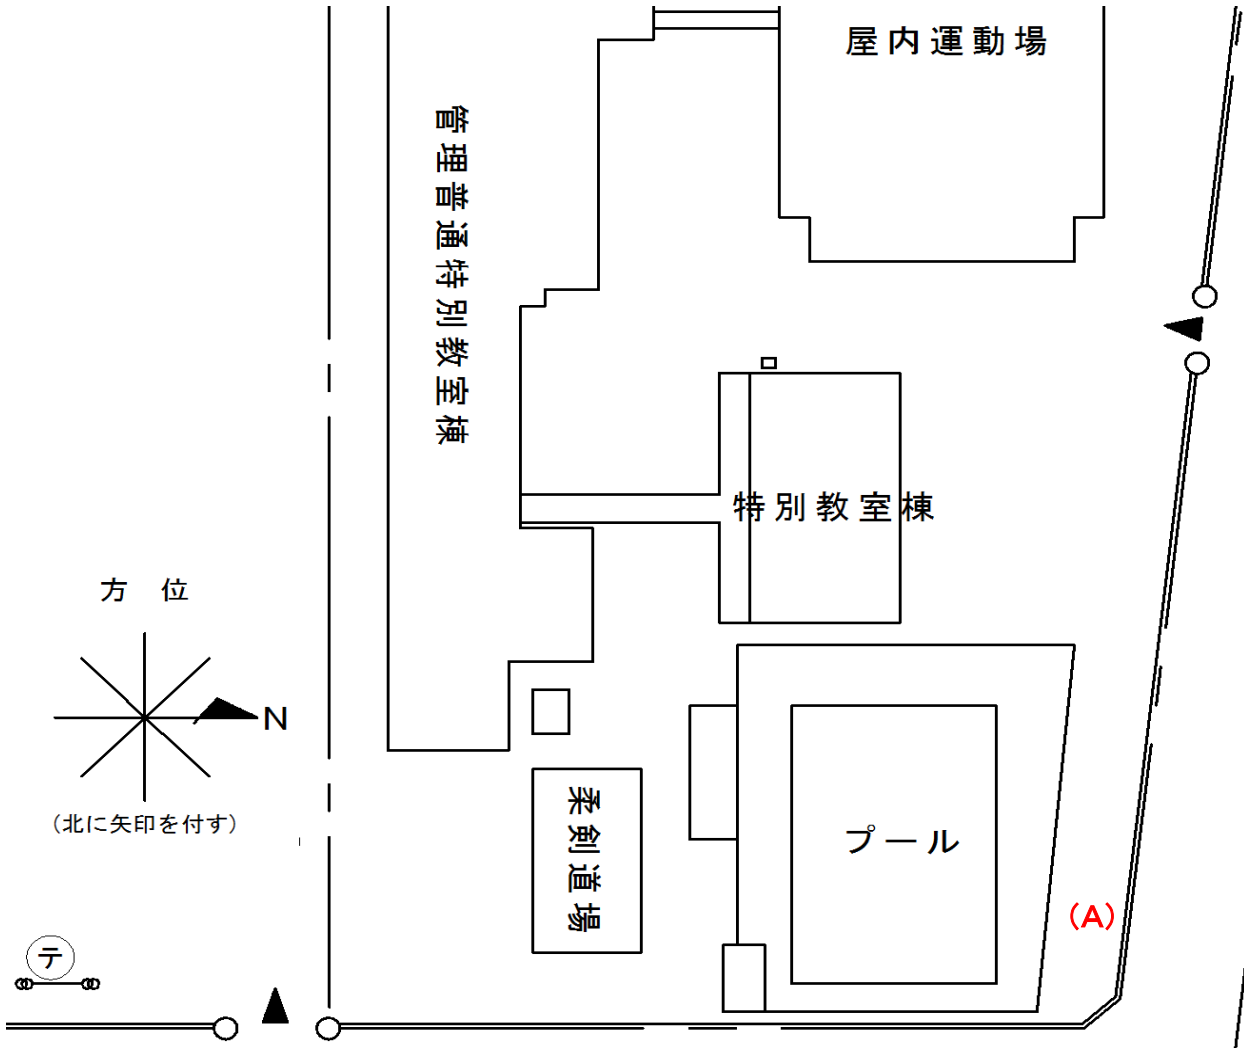 屋内運動場
管理普通特別教室棟
特別教室棟
方位
N
(北に矢印を付す)
柔剣道場
プール
(A)
テ